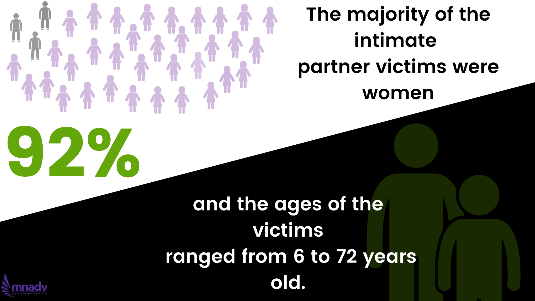 The majority of the
intimate
partner victims were
women
92%
and the ages of the
victims
ranged from 6 to 72 years
old.
mnadv